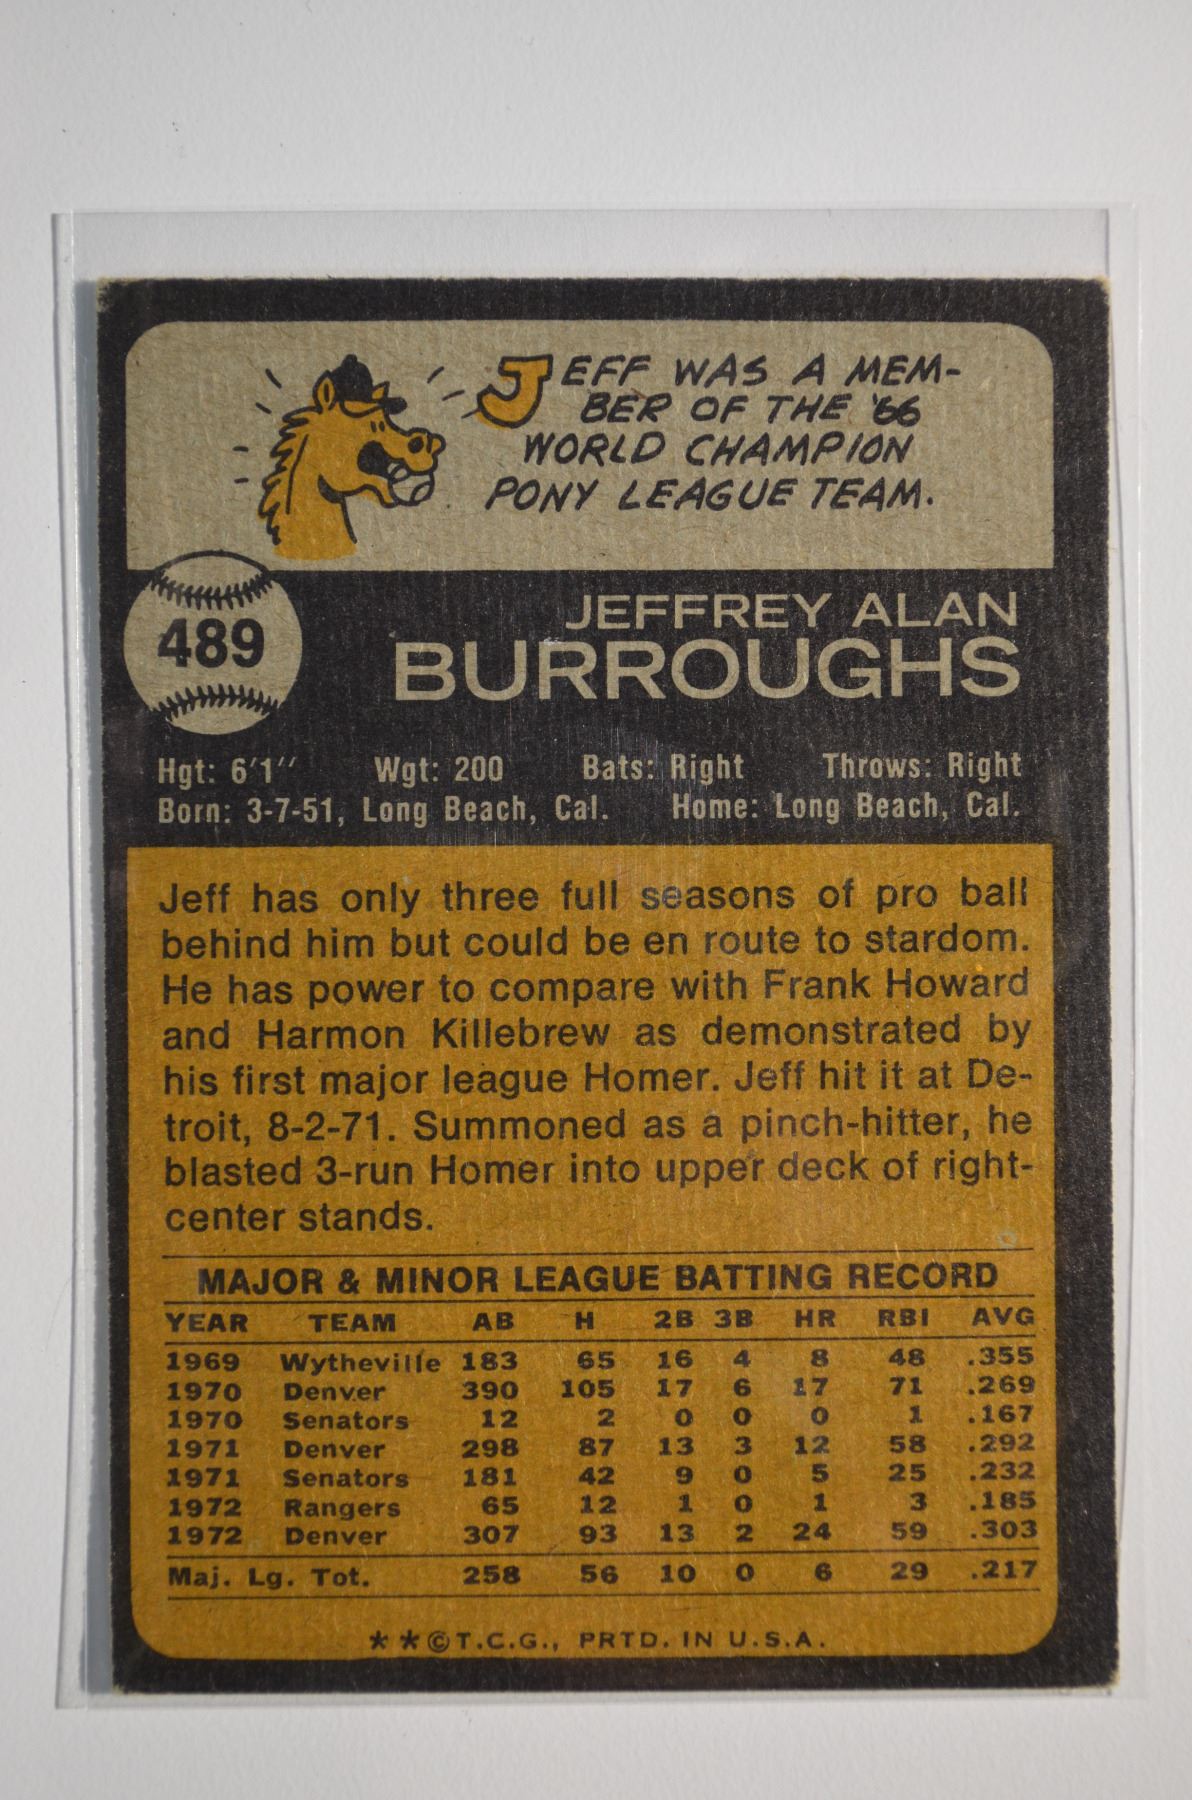 JEFF WAS A MEM-
BER OF THE '66
WORLD CHAMPION
PONY LEAGUE TEAM.
489
JEFFREY ALAN
BURROUGHS
Hgt: 6'1'' Wgt: 200 Bats: Right Throws: Right
Born: 3-7-51, Long Beach, Cal. Home: Long Beach, Cal.
Jeff has only three full seasons of pro ball
behind him but could be en route to stardom.
He has power to compare with Frank Howard
and Harmon Killebrew as demonstrated by
his first major league Homer. Jeff hit it at De-
troit, 8-2-71. Summoned as a pinch-hitter, he
blasted 3-run Homer into upper deck of right-
center stands.
MAJOR & MINOR LEAGUE BATTING RECORD
YEAR TEAM AB H 2B 3B HR RBI AVG
1969 Wytheville 183 65 16 4 8 48 .355
1970 Denver 390 105 17 6 17 71 .269
1970 Senators 12 2 0 0 0 1 .167
1971 Denver 298 87 13 3 12 58 .292
1971 Senators 181 42 9 0 5 25 .232
1972 Rangers 65 12 1 0 1 3 .185
1972 Denver 307 93 13 2 24 59 .303
Maj. Lg. Tot. 258 56 10 0 6 29 .217
**©T.C.G., PRTD. IN U.S.A.